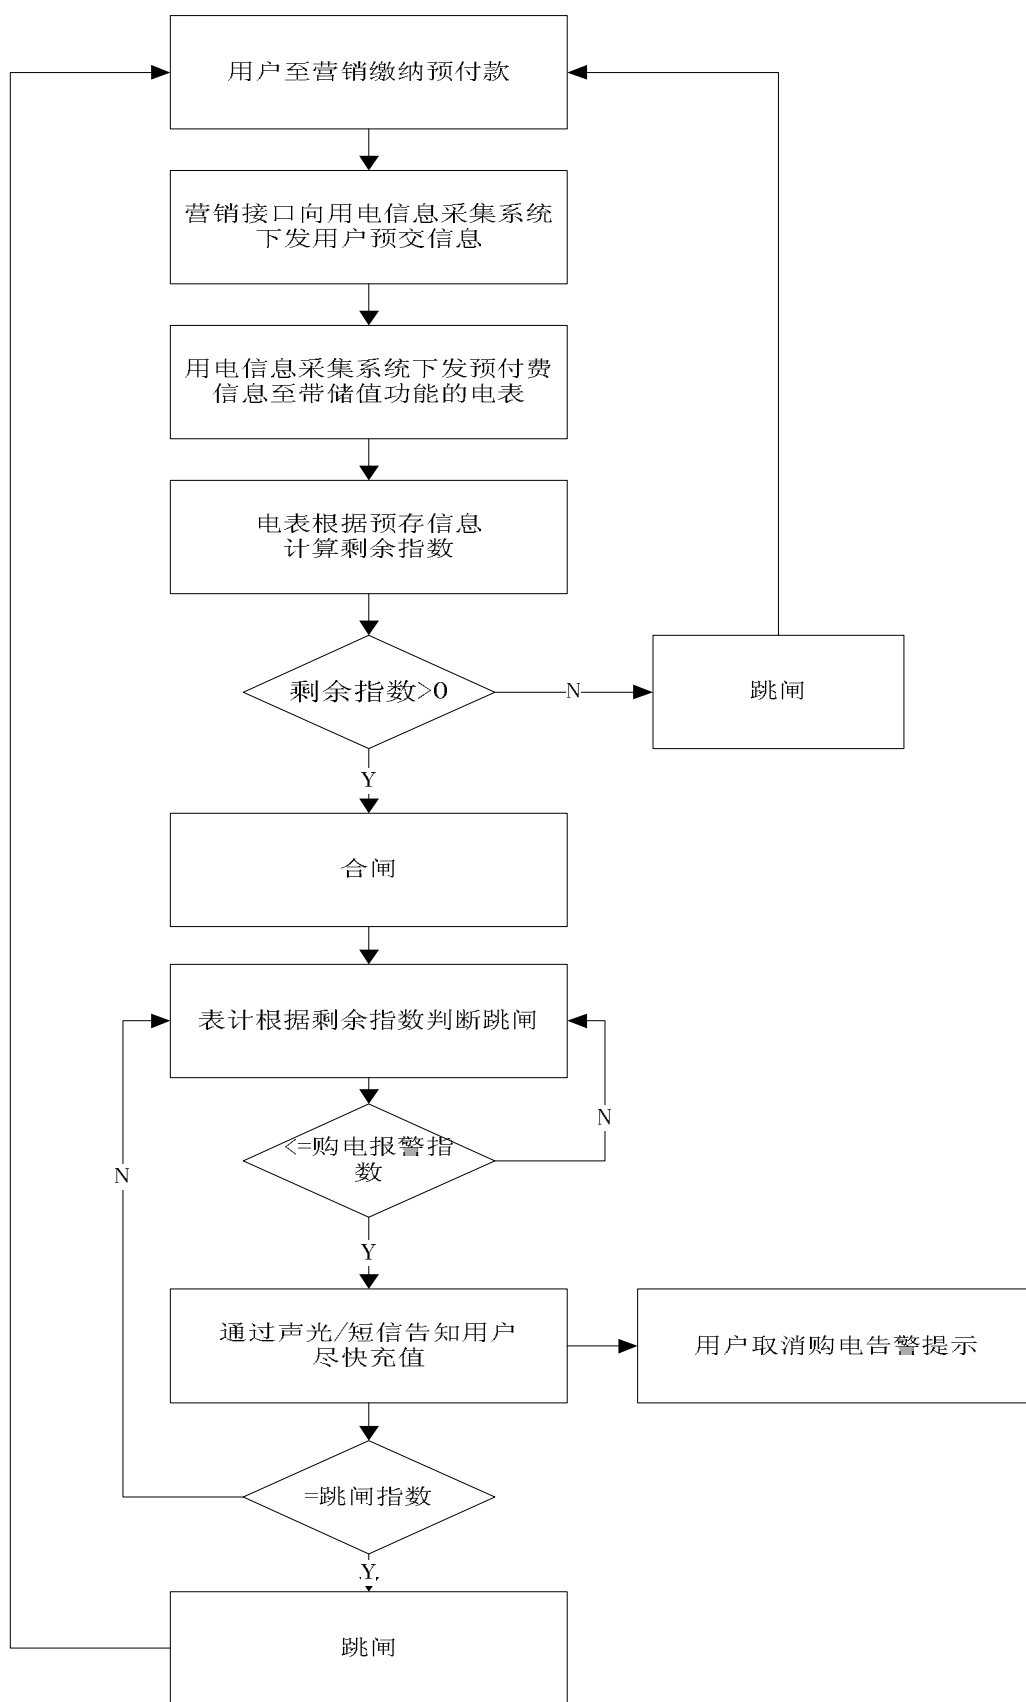 用户至营销缴纳预付款
营销接口向用电信息采集系统
下发用户预交信息
用电信息采集系统下发预付费
信息至带储值功能的电表
电表根据预存信息
计算剩余指数
剩余指数>0
N
跳闸
Y
合闸
表计根据剩余指数判断跳闸
<=购电报警指
数
N
N
Y
通过声光/短信告知用户
尽快充值
用户取消购电告警提示
=跳闸指数
Y
跳闸